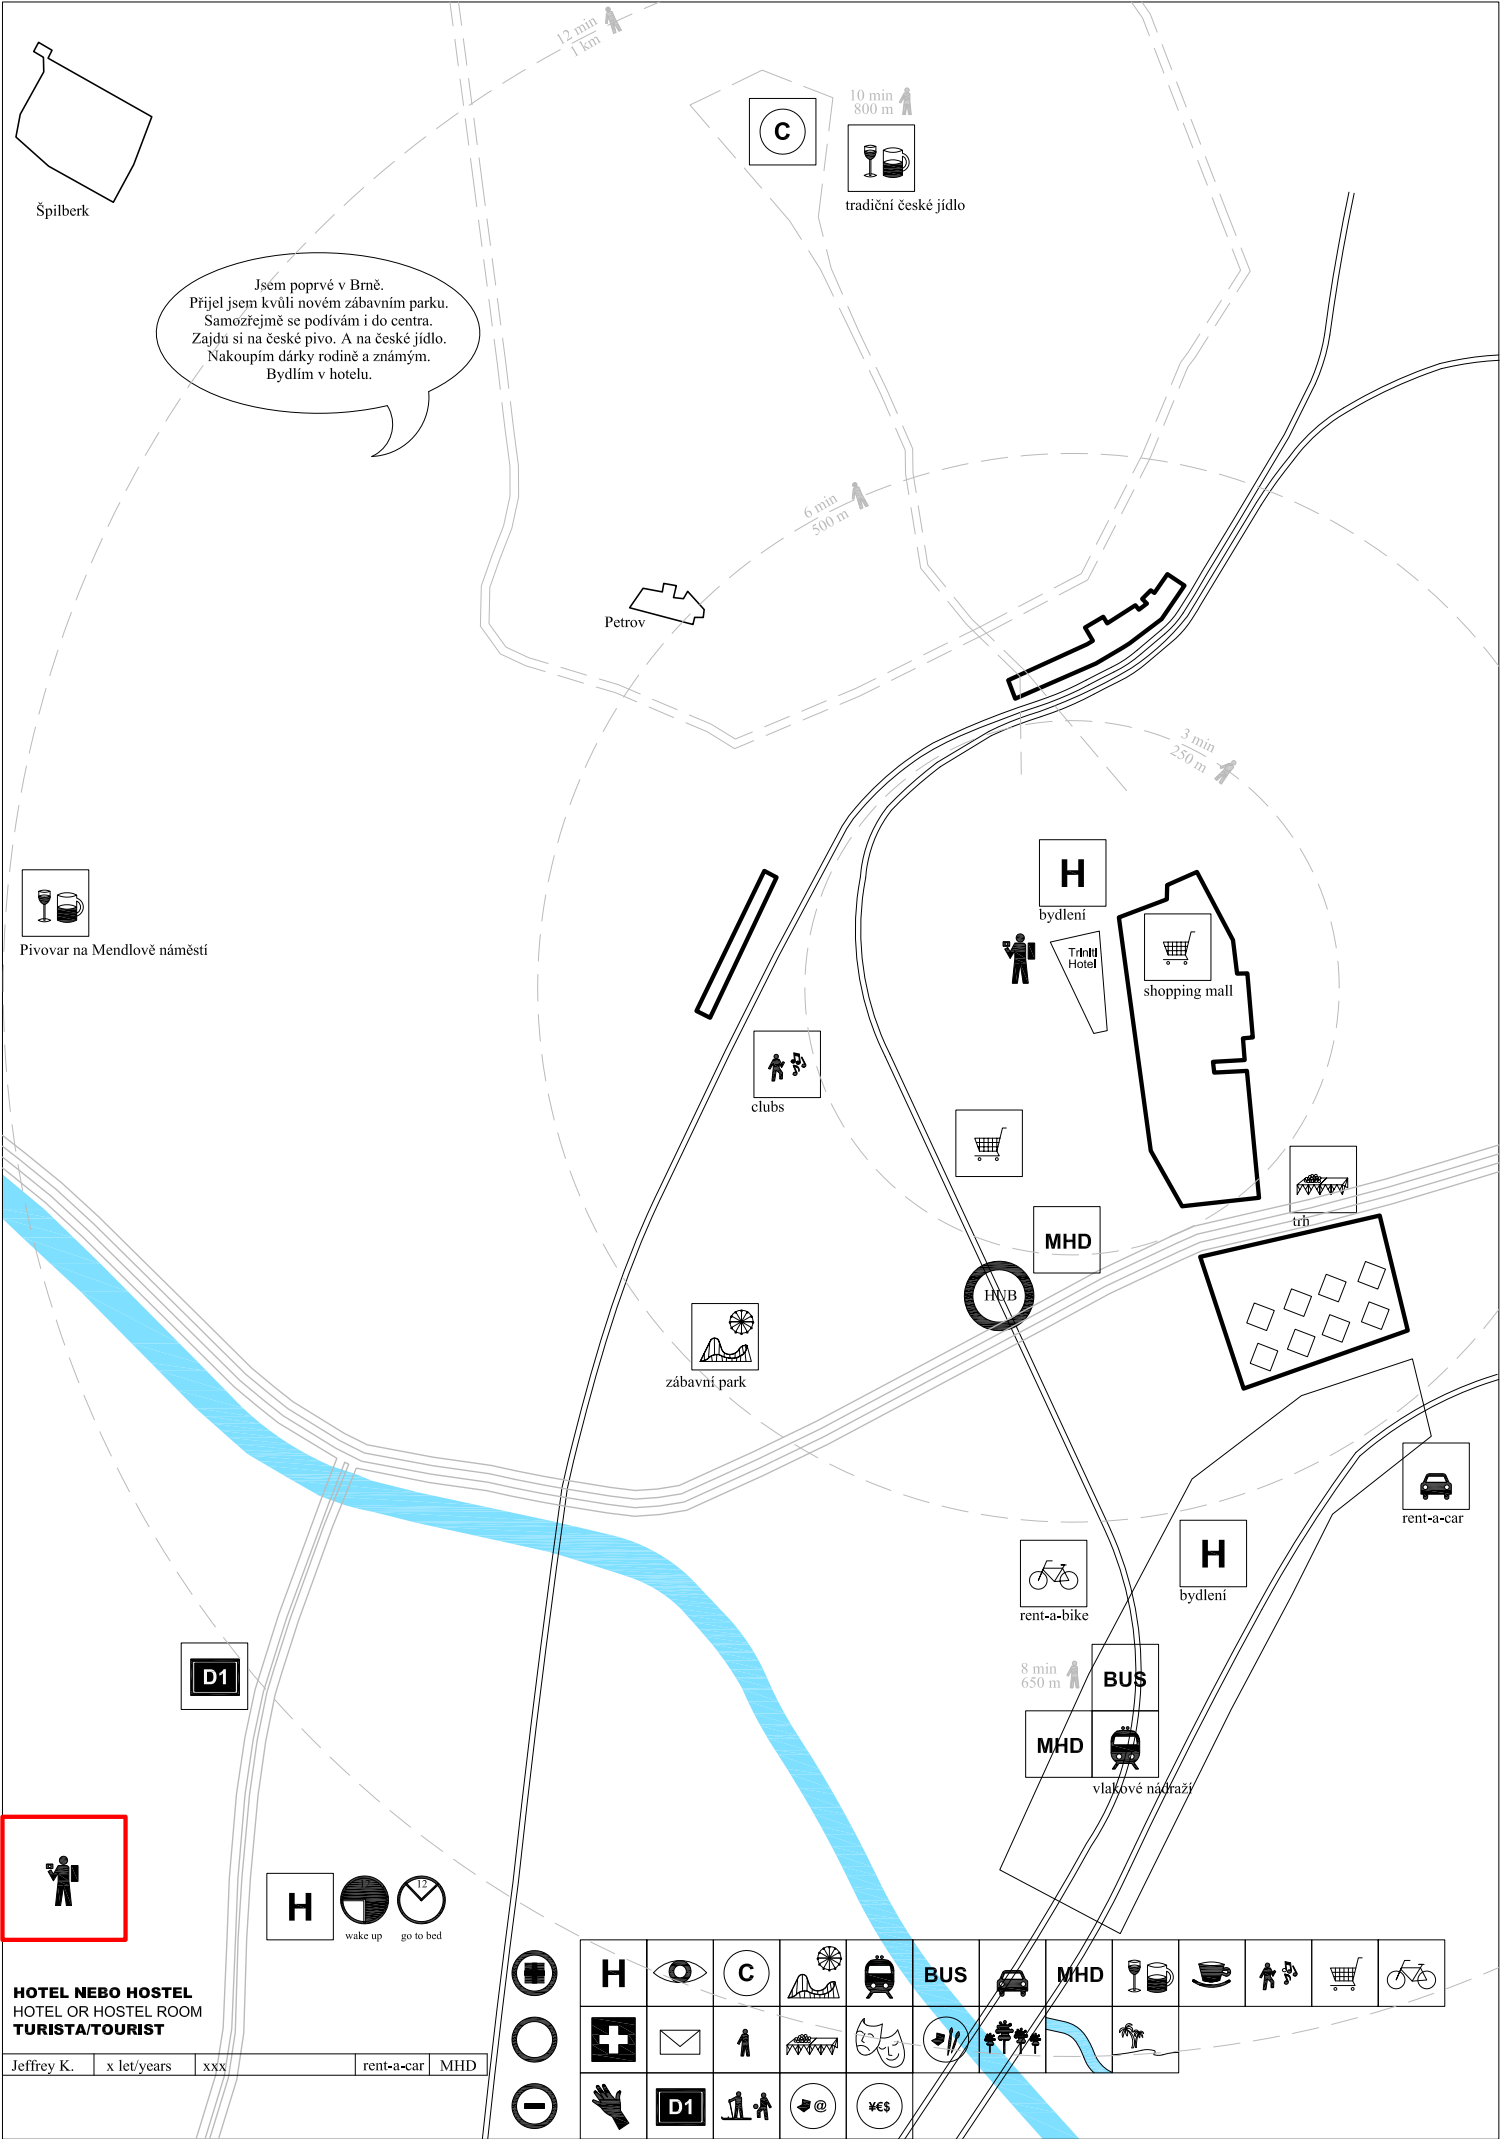 12 min
1 km
10 min
800 m
C
tradiční české jídlo
Špilberk
Jsem poprvé v Brně.
Přijel jsem kvůli novém zábavním parku.
Samozřejmě se podívám i do centra.
Zajdu si na české pivo. A na české jídlo.
Nakoupím dárky rodině a známým.
Bydlím v hotelu.
6 min
500 m
Petrov
3 min
250 m
H
bydlení
Triniti
Hotel
shopping mall
Pivovar na Mendlově náměstí
clubs
trh
MHD
HUB
zábavní park
rent-a-car
H
bydlení
rent-a-bike
8 min
650 m
BUS
MHD
vlakové nádraží
D1
H
12
12
wake up
go to bed
HOTEL NEBO HOSTEL
HOTEL OR HOSTEL ROOM
TURISTA/TOURIST
Jeffrey K. x let/years xxx rent-a-car MHD
H C BUS MHD
D1 @ ¥€$